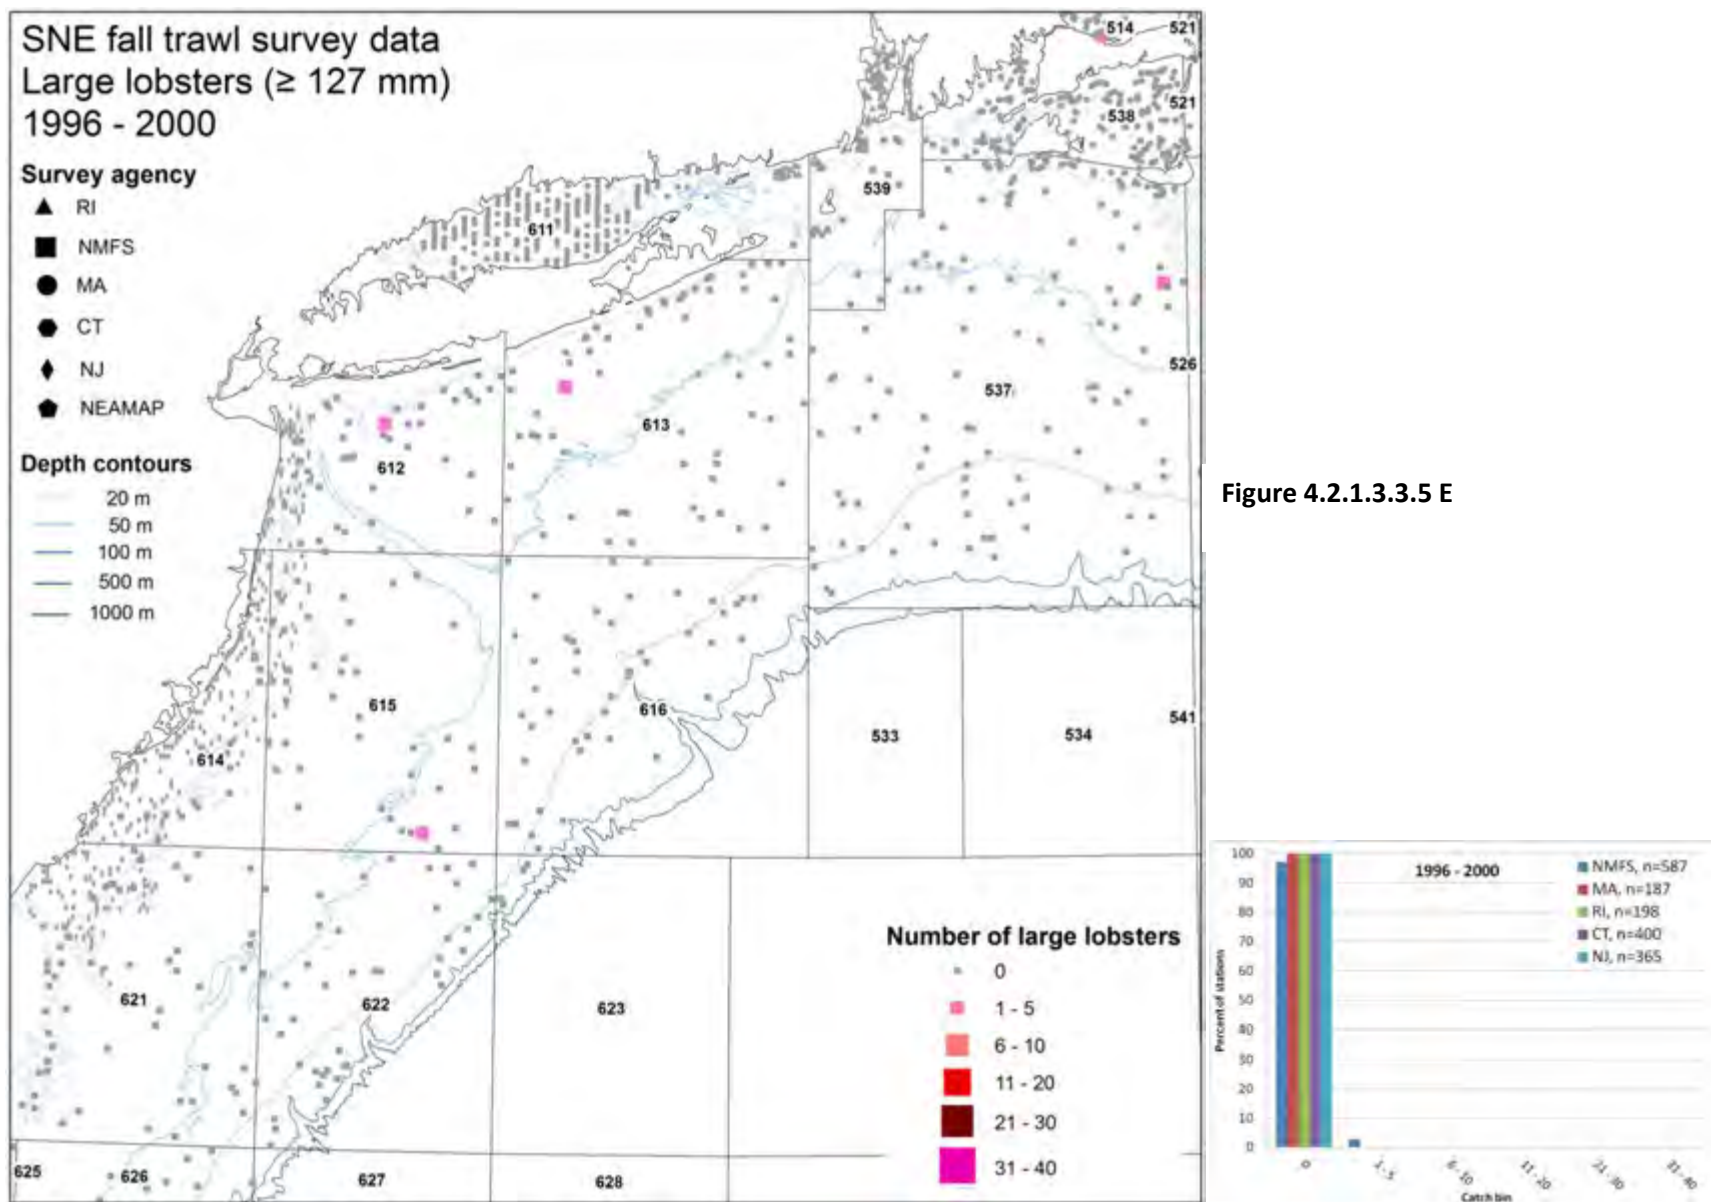 SNE fall trawl survey data
Large lobsters (≥ 127 mm)
1996 - 2000
Survey agency
RI
NMFS
MA
CT
NJ
NEAMAP
Depth contours
20 m
50 m
100 m
500 m
1000 m
514
521
538
521
539
611
526
537
613
612
615
616
533
534
541
614
621
622
623
625
626
627
628
Number of large lobsters
0
1 - 5
6 - 10
11 - 20
21 - 30
31 - 40
Figure 4.2.1.3.3.5 E
1996 - 2000
NMFS, n=587
MA, n=187
RI, n=198
CT, n=400
NJ, n=365
Percent of stations
100
90
80
70
60
50
40
30
20
10
0
0
1 - 5
6 - 10
11 - 20
21 - 30
31 - 40
Catch bin